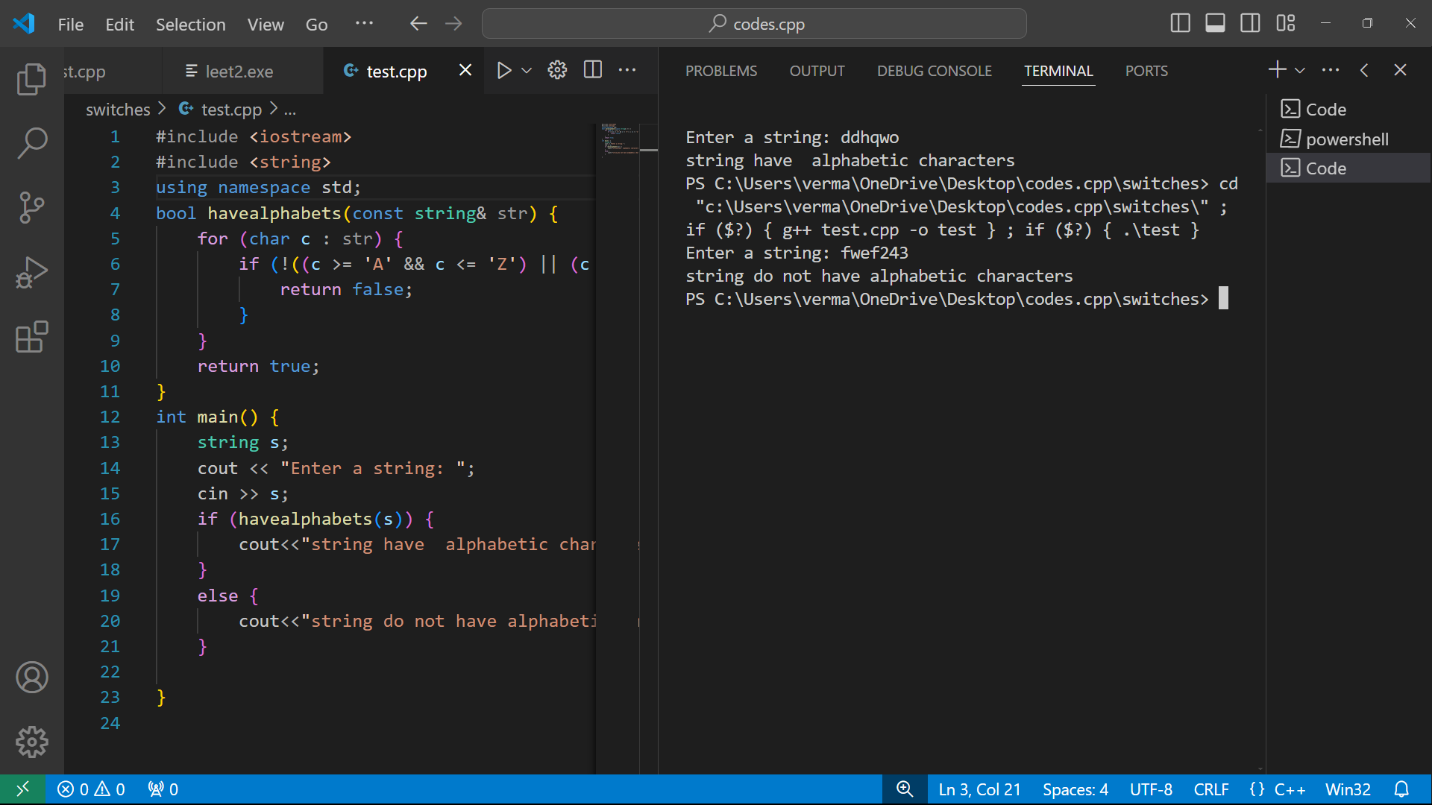 File Edit Selection View Go ···
codes.cpp
st.cpp leet2.exe test.cpp
switches > test.cpp > ...
1 #include <iostream>
2 #include <string>
3 using namespace std;
4 bool havealphabets(const string& str) {
5 for (char c : str) {
6 if (!((c >= 'A' && c <= 'Z') || (c
7 return false;
8 }
9 }
10 return true;
11 }
12 int main() {
13 string s;
14 cout << "Enter a string: ";
15 cin >> s;
16 if (havealphabets(s)) {
17 cout<<"string have  alphabetic char
18 }
19 else {
20 cout<<"string do not have alphabeti
21 }
22
23 }
24
PROBLEMS OUTPUT DEBUG CONSOLE TERMINAL PORTS
Enter a string: ddhqwo
string have  alphabetic characters
PS C:\Users\verma\OneDrive\Desktop\codes.cpp\switches> cd
"c:\Users\verma\OneDrive\Desktop\codes.cpp\switches\" ;
if ($?) { g++ test.cpp -o test } ; if ($?) { .\test }
Enter a string: fwef243
string do not have alphabetic characters
PS C:\Users\verma\OneDrive\Desktop\codes.cpp\switches>
Code
powershell
Code
0 0 0 Ln 3, Col 21 Spaces: 4 UTF-8 CRLF {} C++ Win32